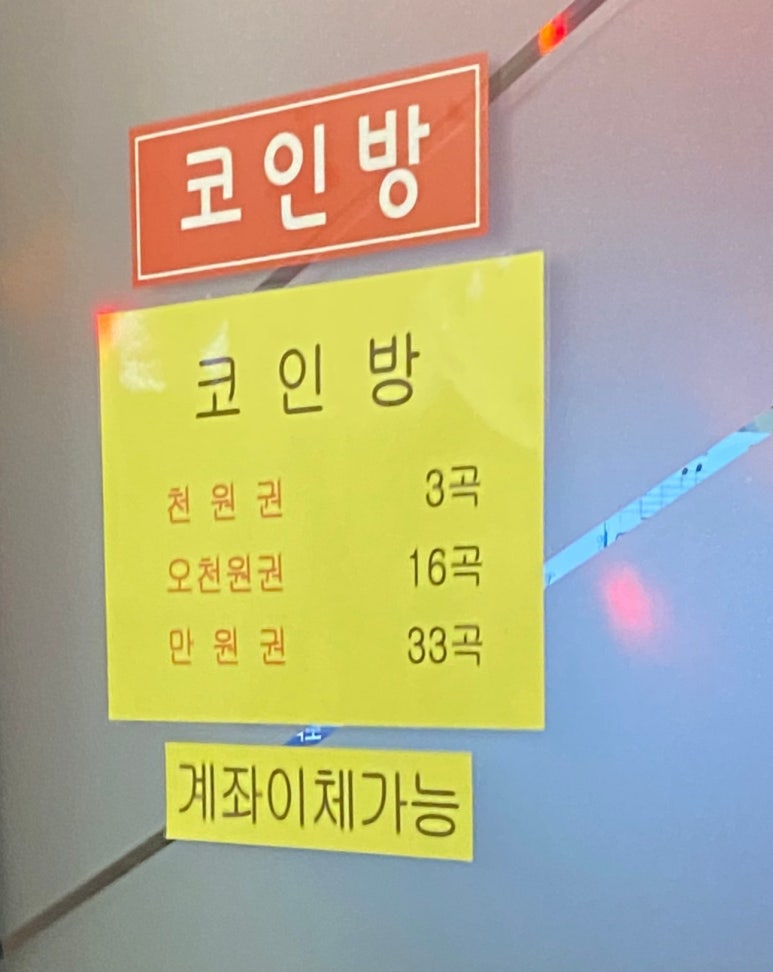 코인방
코인방
천원권 3곡
오천원권 16곡
만원권 33곡
계좌이체가능